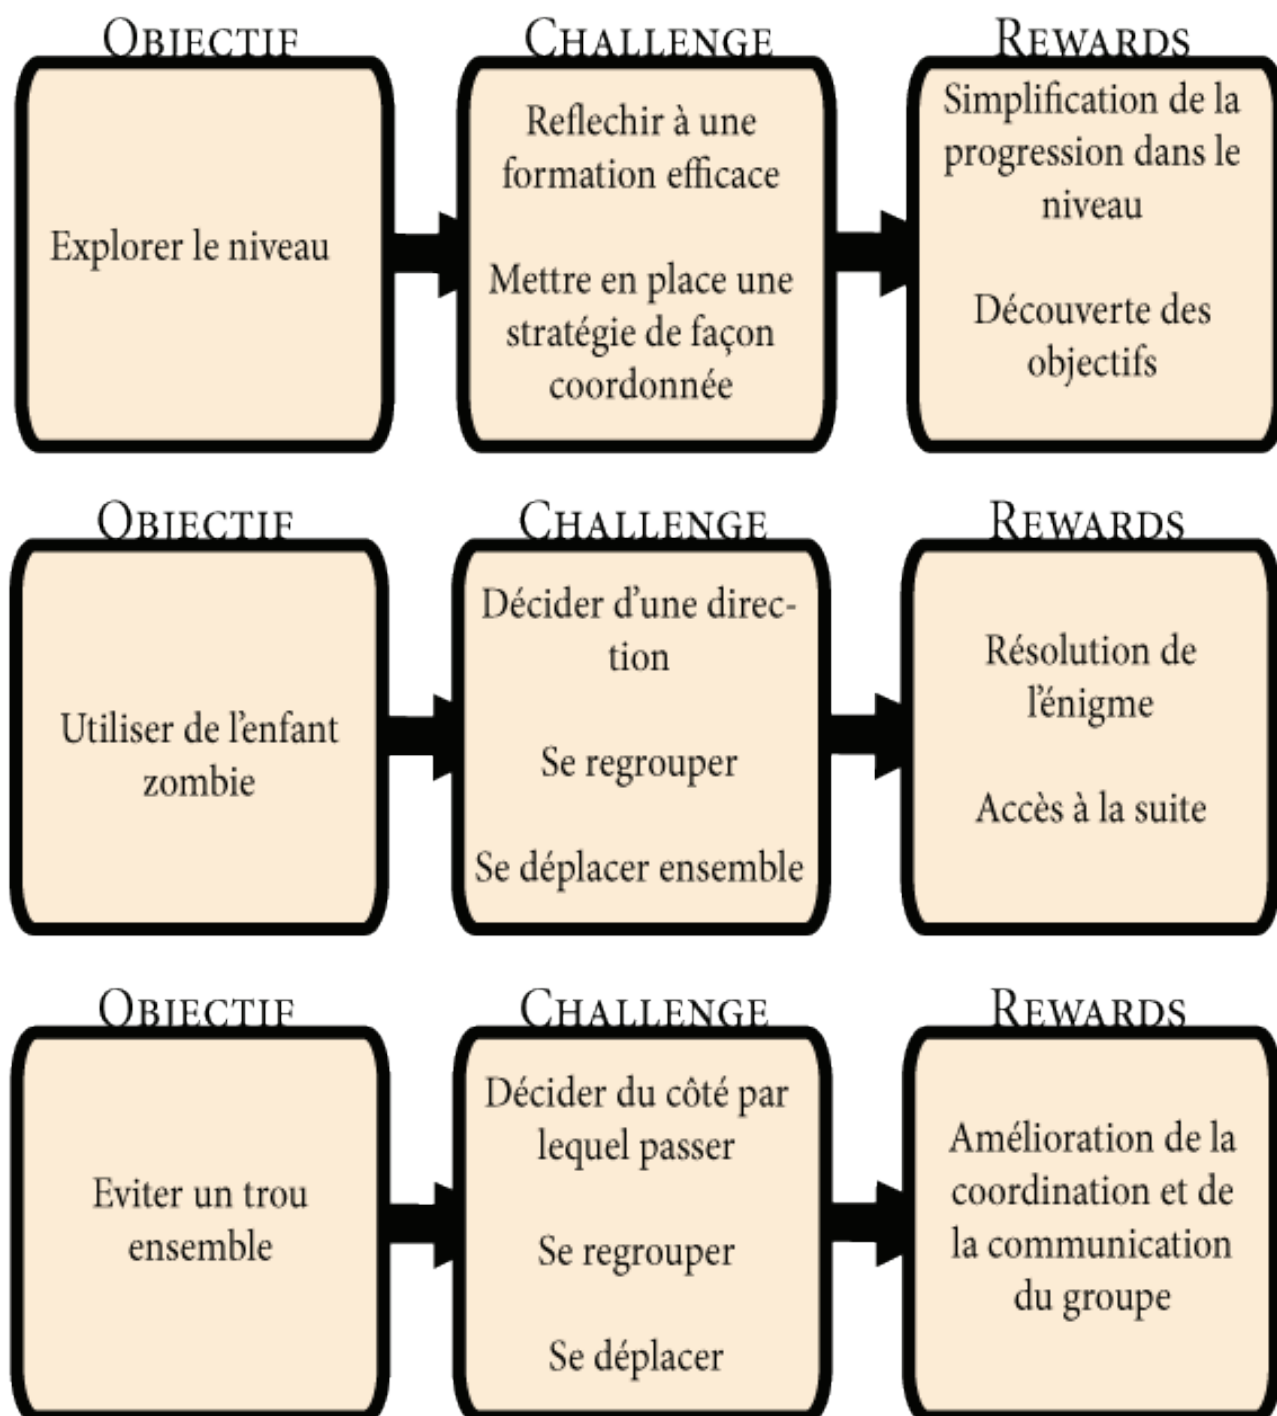 OBJECTIF
Explorer le niveau
CHALLENGE
Reflechir à une
formation efficace
Mettre en place une
stratégie de façon
coordonnée
REWARDS
Simplification de la
progression dans le
niveau
Découverte des
objectifs
OBJECTIF
Utiliser de l'enfant
zombie
CHALLENGE
Décider d'une direc-
tion
Se regrouper
Se déplacer ensemble
REWARDS
Résolution de
l'énigme
Accès à la suite
OBJECTIF
Eviter un trou
ensemble
CHALLENGE
Décider du côté par
lequel passer
Se regrouper
Se déplacer
REWARDS
Amélioration de la
coordination et de
la communication
du groupe